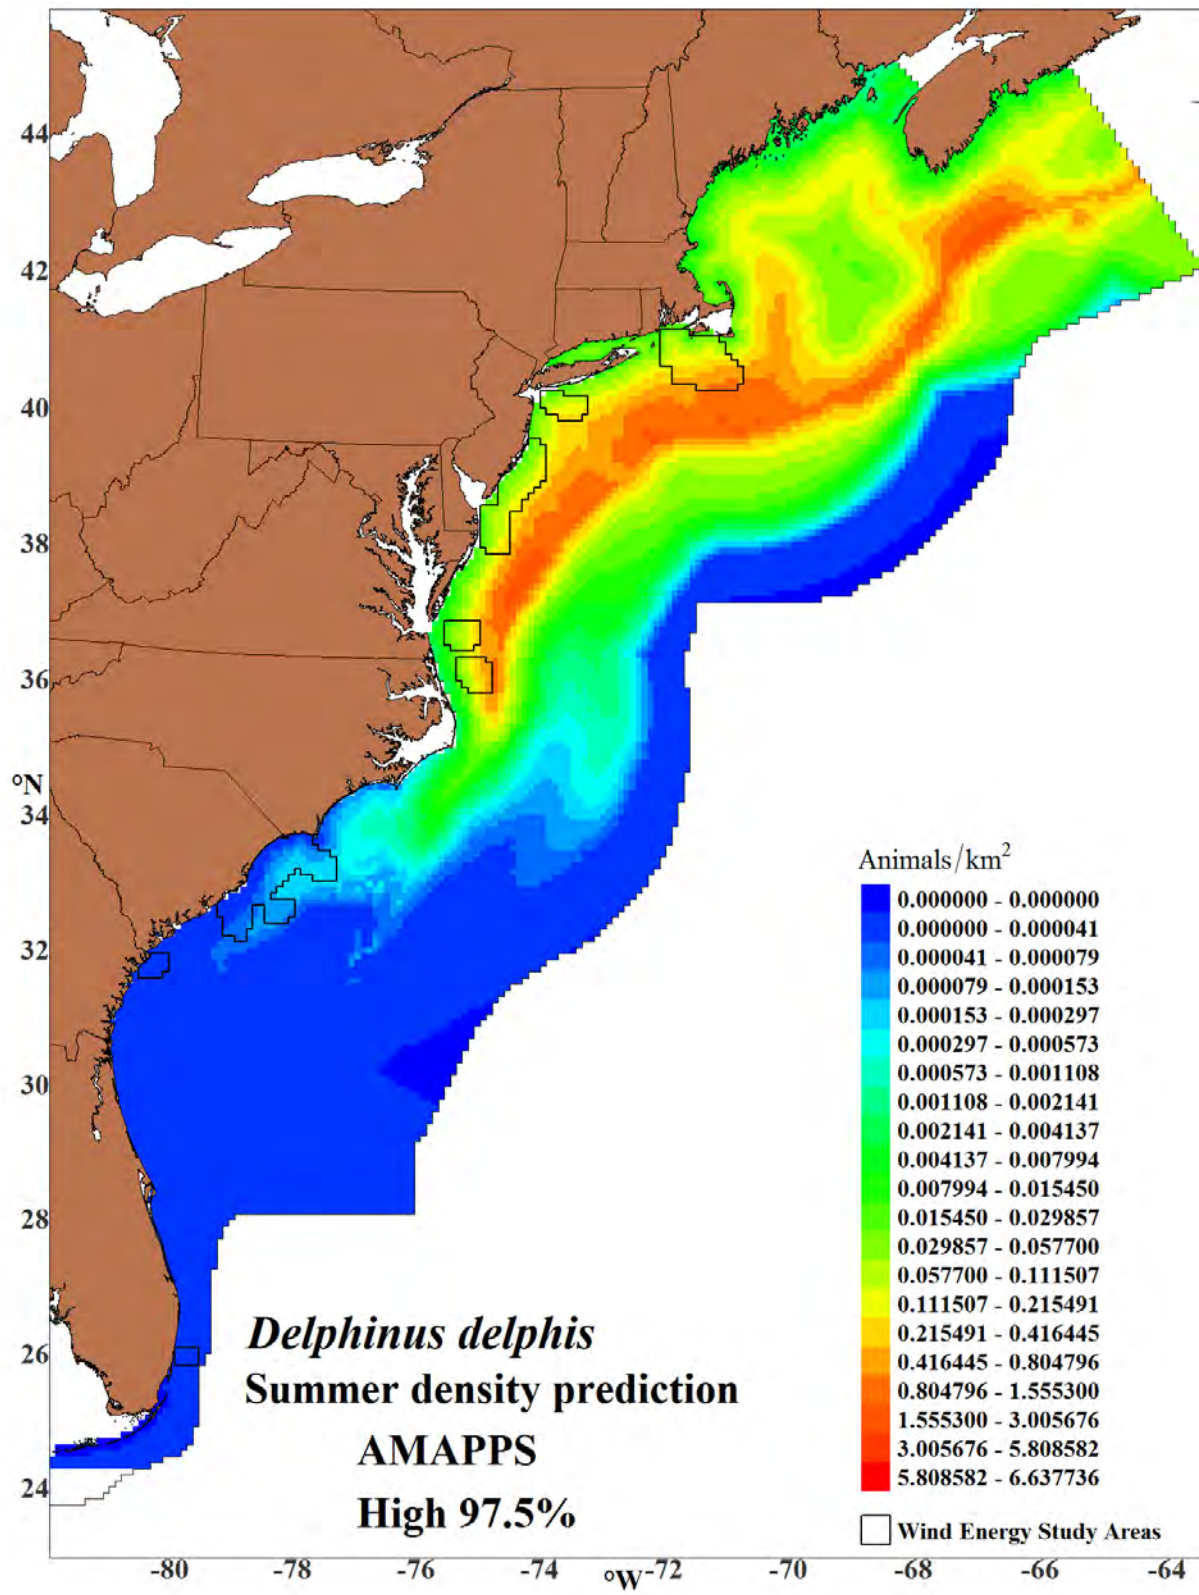 44
42
40
38
36
°N
34
32
30
28
26
24
Animals/km²
0.000000 - 0.000000
0.000000 - 0.000041
0.000041 - 0.000079
0.000079 - 0.000153
0.000153 - 0.000297
0.000297 - 0.000573
0.000573 - 0.001108
0.001108 - 0.002141
0.002141 - 0.004137
0.004137 - 0.007994
0.007994 - 0.015450
0.015450 - 0.029857
0.029857 - 0.057700
0.057700 - 0.111507
0.111507 - 0.215491
0.215491 - 0.416445
0.416445 - 0.804796
0.804796 - 1.555300
1.555300 - 3.005676
3.005676 - 5.808582
5.808582 - 6.637736
Wind Energy Study Areas
Delphinus delphis
Summer density prediction
AMAPPS
High 97.5%
-80 -78 -76 -74 °W -72 -70 -68 -66 -64